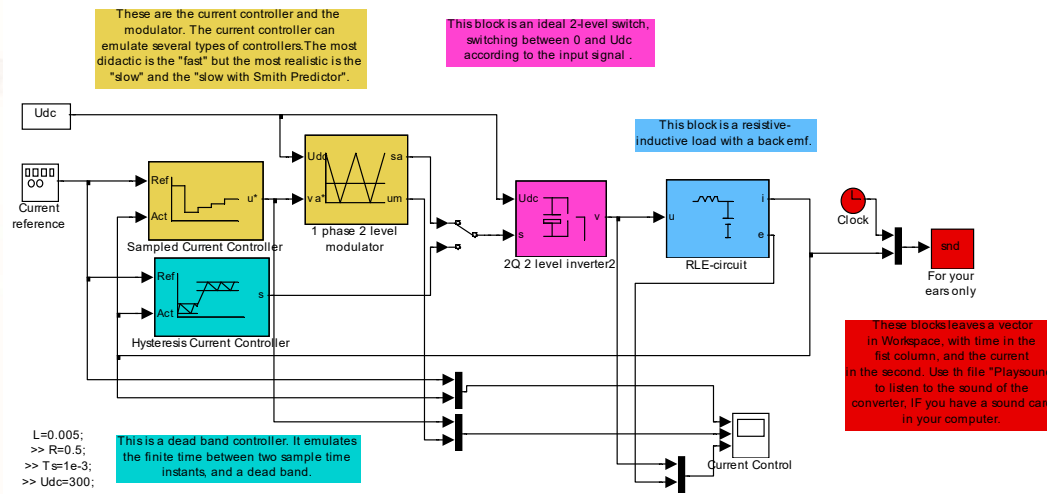 These are the current controller and the
modulator. The current controller can
emulate several types of controllers.The most
didactic is the "fast" but the most realistic is the
"slow" and the "slow with Smith Predictor".
This block is an ideal 2-level switch,
switching between 0 and Udc
according to the input signal .
Udc
This block is a resistive-
inductive load with a back emf.
Current
reference
Ref
Act
u*
Sampled Current Controller
Udc
va*
sa
um
1 phase 2 level
modulator
Ref
Act
s
Hysteresis Current Controller
Udc
s
v
2Q 2 level inverter2
u
i
e
RLE-circuit
Clock
snd
For your
ears only
These blocks leaves a vector
in Workspace, with time in the
fist column, and the current
in the second. Use th file "Playsound
to listen to the sound of the
converter, IF you have a sound car
in your computer.
Current Control
L=0.005;
>> R=0.5;
>> Ts=1e-3;
>> Udc=300;
This is a dead band controller. It emulates
the finite time between two sample time
instants, and a dead band.